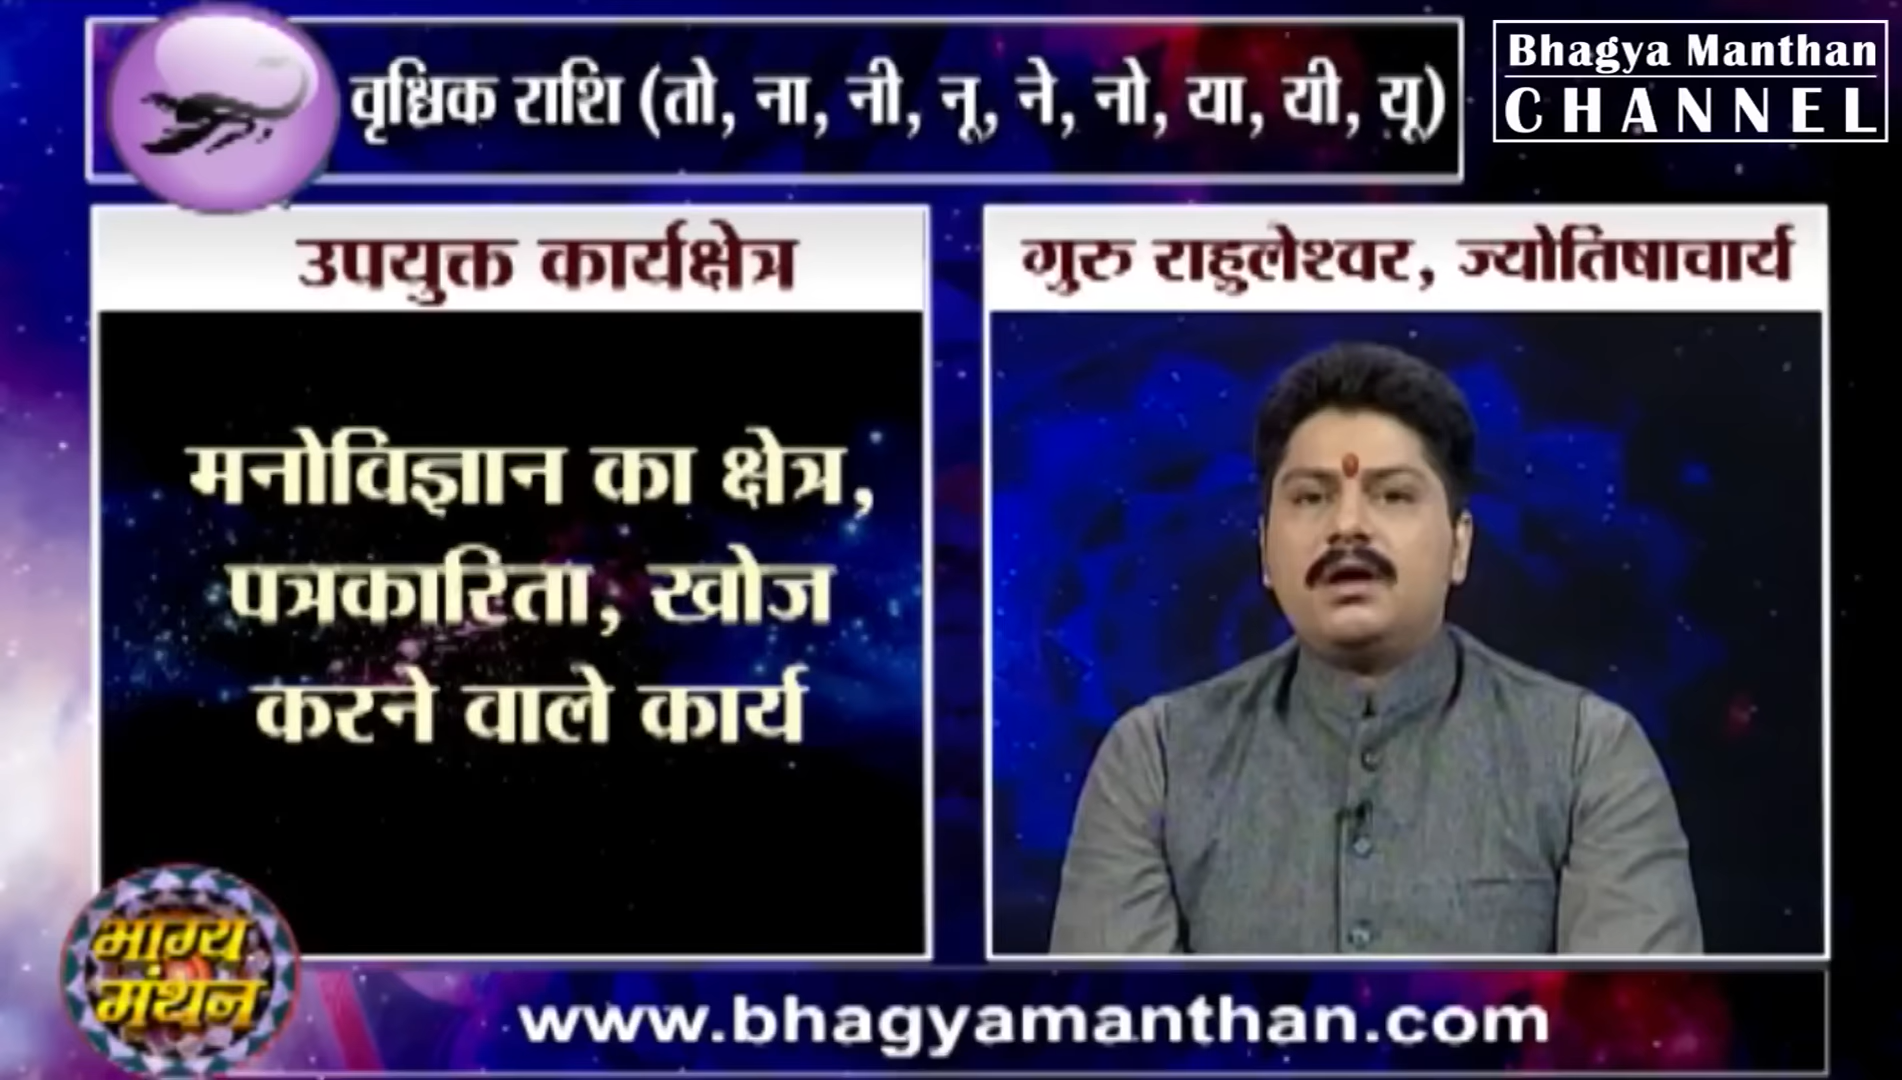 वृश्चिक राशि (तो, ना, नी, नू, ने, नो, या, यी, यू)
Bhagya Manthan
CHANNEL
उपयुक्त कार्यक्षेत्र
मनोविज्ञान का क्षेत्र,
पत्रकारिता, खोज
करने वाले कार्य
गुरु राहुलेश्वर, ज्योतिषाचार्य
भाग्य
मंथन
www.bhagyamanthan.com